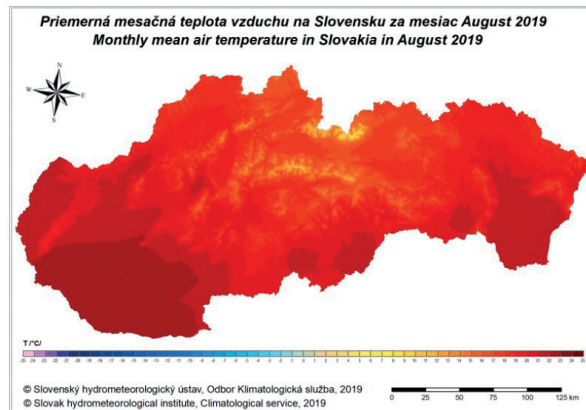 Priemerná mesačná teplota vzduchu na Slovensku za mesiac August 2019
Monthly mean air temperature in Slovakia in August 2019
N
W E
S
T /°C/
© Slovenský hydrometeorologický ústav, Odbor Klimatologická služba, 2019
© Slovak hydrometeorological institute, Climatological service, 2019
0 25 50 75 100 125 km